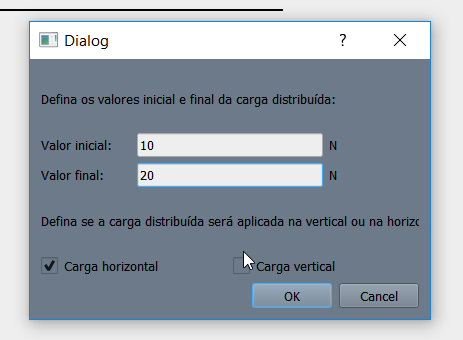 Dialog ?
Defina os valores inicial e final da carga distribuída:
Valor inicial: 10 N
Valor final: 20 N
Defina se a carga distribuída será aplicada na vertical ou na horizo
Carga horizontal Carga vertical
OK Cancel